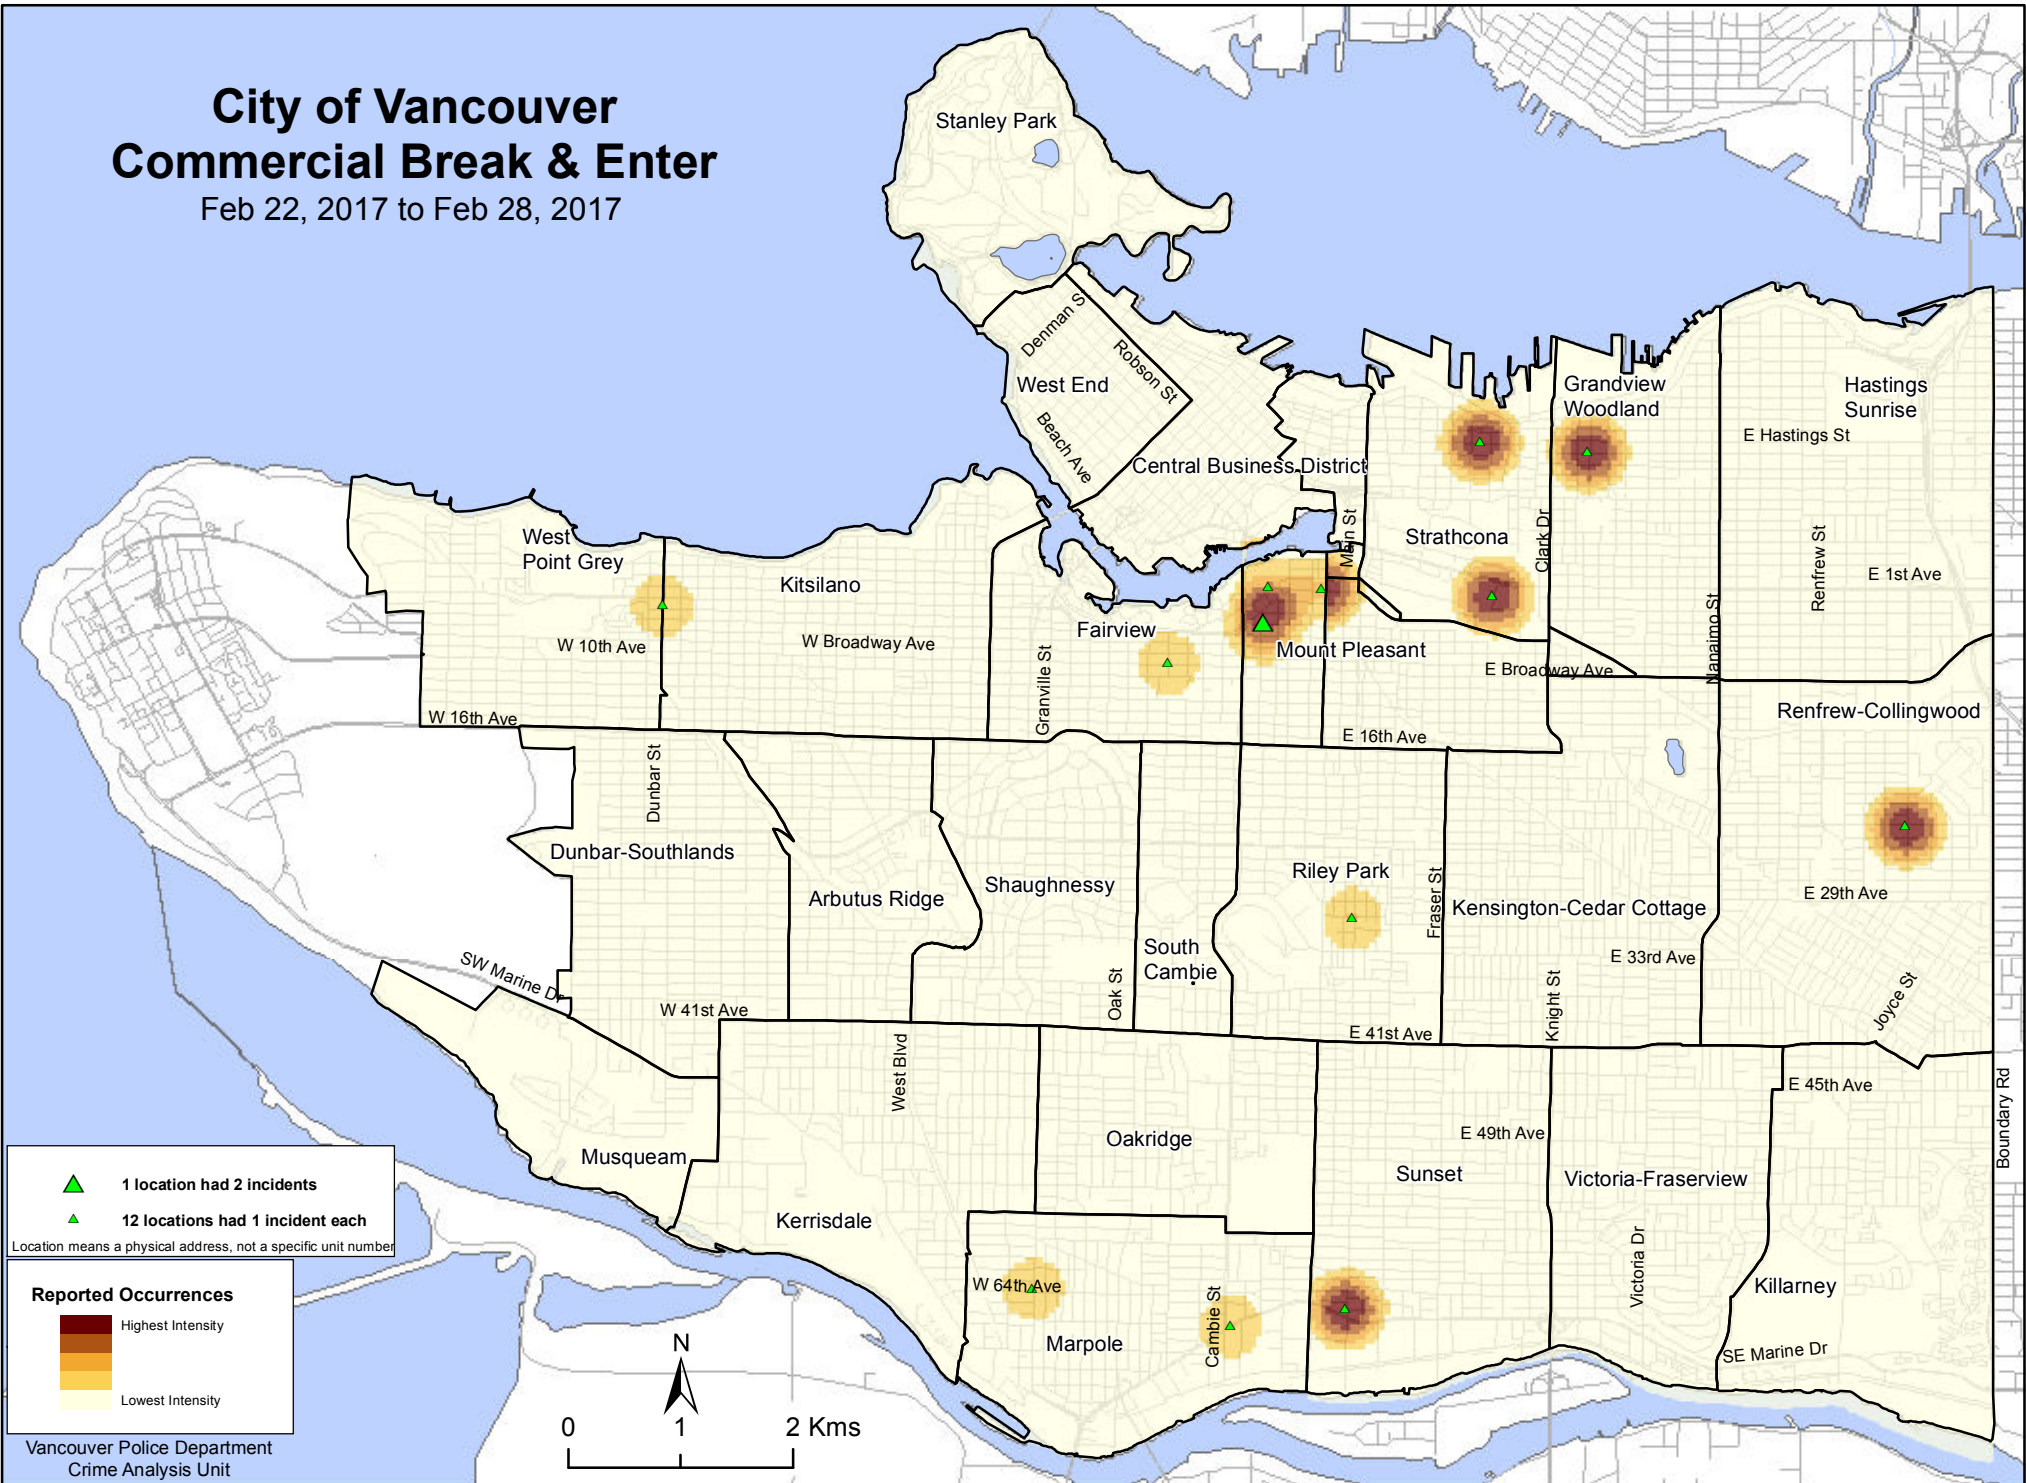 City of Vancouver
Commercial Break & Enter
Feb 22, 2017 to Feb 28, 2017
Stanley Park
Denman S
Robson St
West End
Beach Ave
Central Business District
Grandview
Woodland
Hastings
Sunrise
E Hastings St
Main St
Strathcona
Clark Dr
Renfrew St
E 1st Ave
Nanaimo St
West
Point Grey
Kitsilano
W 10th Ave
W Broadway Ave
Fairview
Granville St
Mount Pleasant
E Broadway Ave
W 16th Ave
E 16th Ave
Renfrew-Collingwood
Dunbar St
Dunbar-Southlands
Arbutus Ridge
Shaughnessy
Riley Park
Fraser St
Kensington-Cedar Cottage
E 29th Ave
South
Cambie
E 33rd Ave
SW Marine Dr
W 41st Ave
Oak St
E 41st Ave
Knight St
Joyce St
West Blvd
E 45th Ave
Boundary Rd
Oakridge
E 49th Ave
Musqueam
Sunset
Victoria-Fraserview
Kerrisdale
Victoria Dr
W 64th Ave
Killarney
Marpole
Cambie St
SE Marine Dr
1 location had 2 incidents
12 locations had 1 incident each
Location means a physical address, not a specific unit number
Reported Occurrences
Highest Intensity
Lowest Intensity
N
0 1 2 Kms
Vancouver Police Department
Crime Analysis Unit